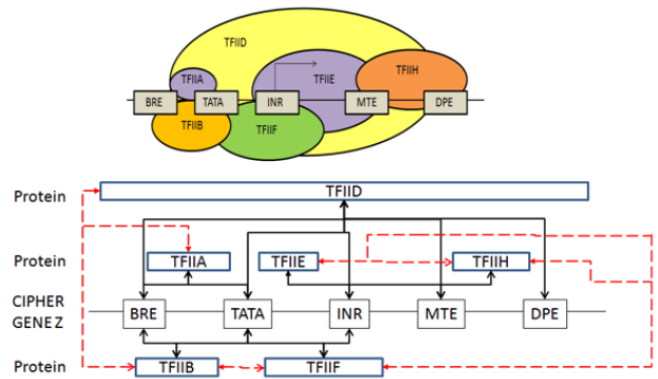 TFIID
TFIIA TFIIE TFIIH
BRE TATA INR MTE DPE
TFIIB TFIIF
Protein TFIID
Protein TFIIA TFIIE TFIIH
CIPHER
GENE Z BRE TATA INR MTE DPE
Protein TFIIB TFIIF